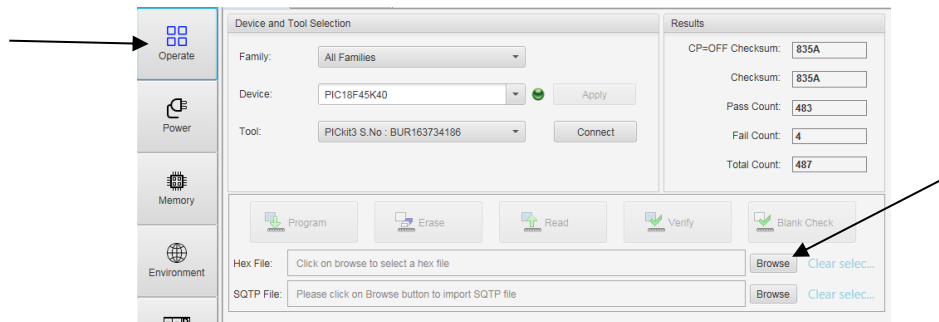 Operate
Power
Memory
Environment
Device and Tool Selection
Family: All Families
Device: PIC18F45K40 Apply
Tool: PICkit3 S.No : BUR163734186 Connect
Results
CP=OFF Checksum: 835A
Checksum: 835A
Pass Count: 483
Fail Count: 4
Total Count: 487
Program Erase Read Verify Blank Check
Hex File: Click on browse to select a hex file Browse Clear selec...
SQTP File: Please click on Browse button to import SQTP file Browse Clear selec...